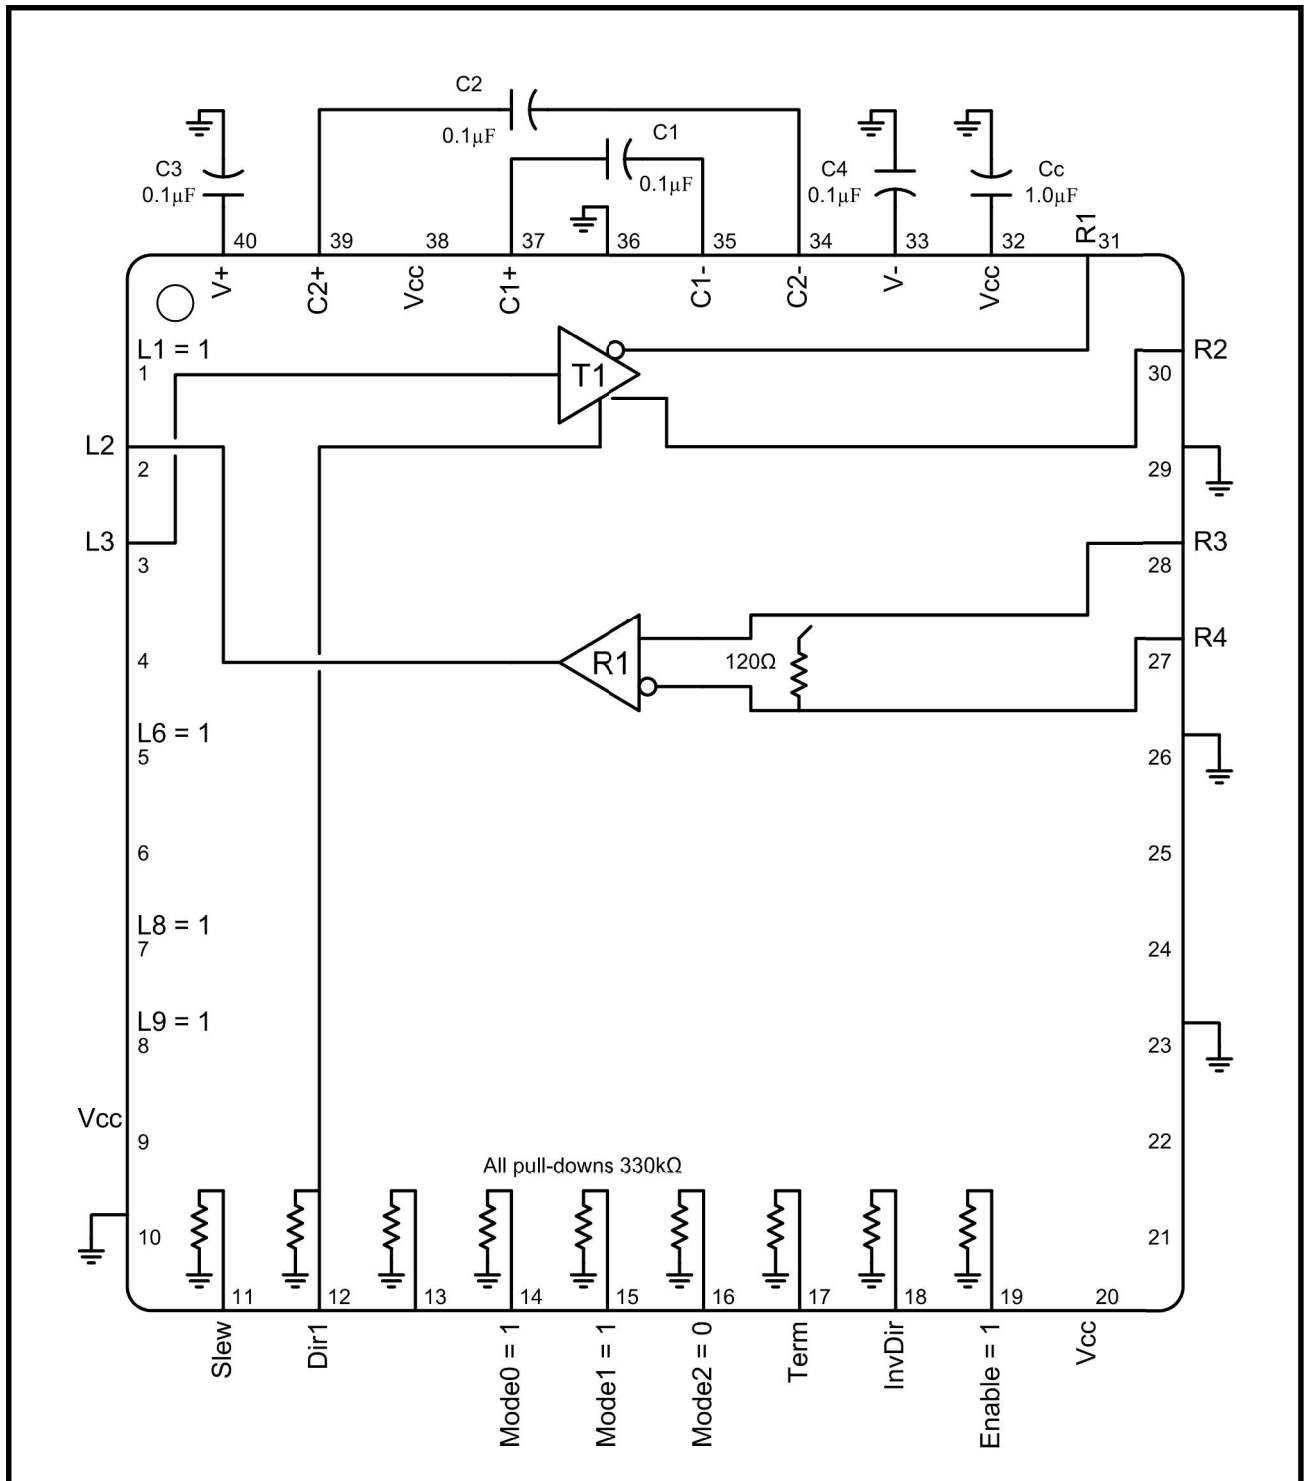 C2
0.1µF
C1
0.1µF
C3
0.1µF
C4
0.1µF
Cc
1.0µF
40 39 38 37 36 35 34 33 32 R1 31
V+ C2+ Vcc C1+ C1- C2- V- Vcc
L1 = 1
1
T1
R2
30
L2
2
29
L3
3
R3
28
4
R1
120Ω
R4
27
L6 = 1
5
26
6
25
L8 = 1
7
24
L9 = 1
8
23
Vcc
9
22
All pull-downs 330kΩ
10
21
11 12 13 14 15 16 17 18 19 20
Slew Dir1 Mode0 = 1 Mode1 = 1 Mode2 = 0 Term InvDir Enable = 1 Vcc